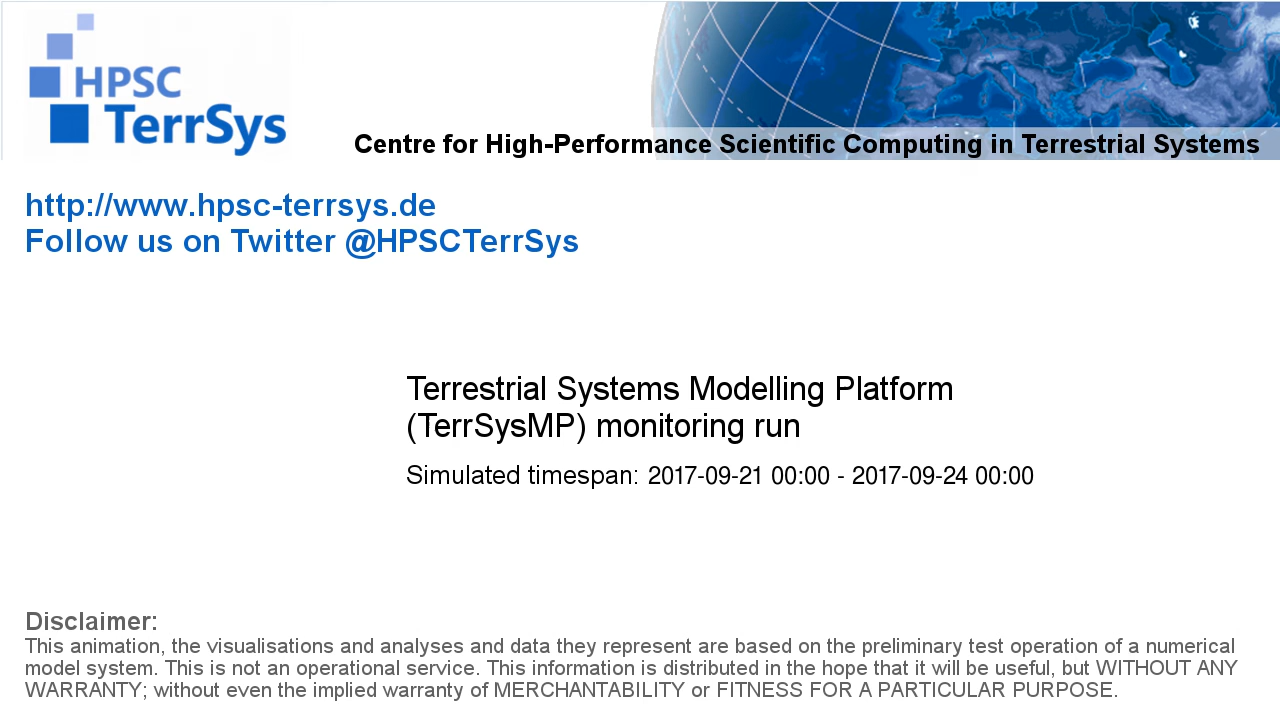 HPSC
TerrSys
Centre for High-Performance Scientific Computing in Terrestrial Systems
http://www.hpsc-terrsys.de
Follow us on Twitter @HPSCTerrSys
Terrestrial Systems Modelling Platform
(TerrSysMP) monitoring run
Simulated timespan: 2017-09-21 00:00 - 2017-09-24 00:00
Disclaimer:
This animation, the visualisations and analyses and data they represent are based on the preliminary test operation of a numerical
model system. This is not an operational service. This information is distributed in the hope that it will be useful, but WITHOUT ANY
WARRANTY; without even the implied warranty of MERCHANTABILITY or FITNESS FOR A PARTICULAR PURPOSE.